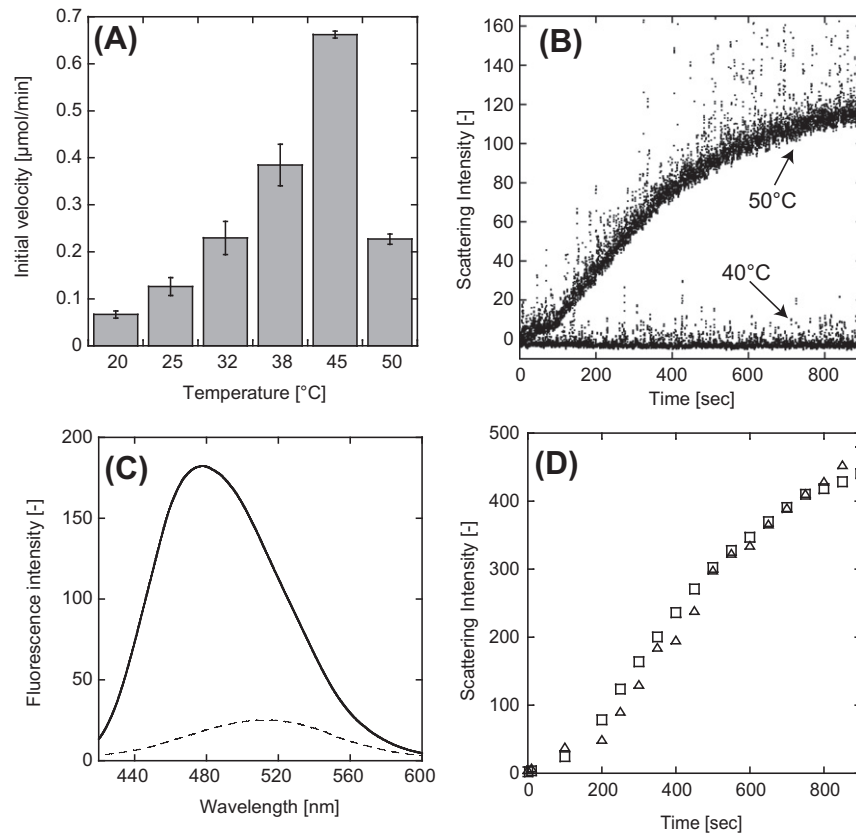 (A)
Initial velocity [µmol/min]
0.7
0.6
0.5
0.4
0.3
0.2
0.1
0
20 25 32 38 45 50
Temperature [°C]
(B)
Scattering Intensity [-]
160
140
120
100
80
60
40
20
0
50°C
40°C
0 200 400 600 800
Time [sec]
(C)
Fluorescence intensity [-]
200
150
100
50
0
440 480 520 560 600
Wavelength [nm]
(D)
Scattering Intensity [-]
500
400
300
200
100
0
0 200 400 600 800
Time [sec]